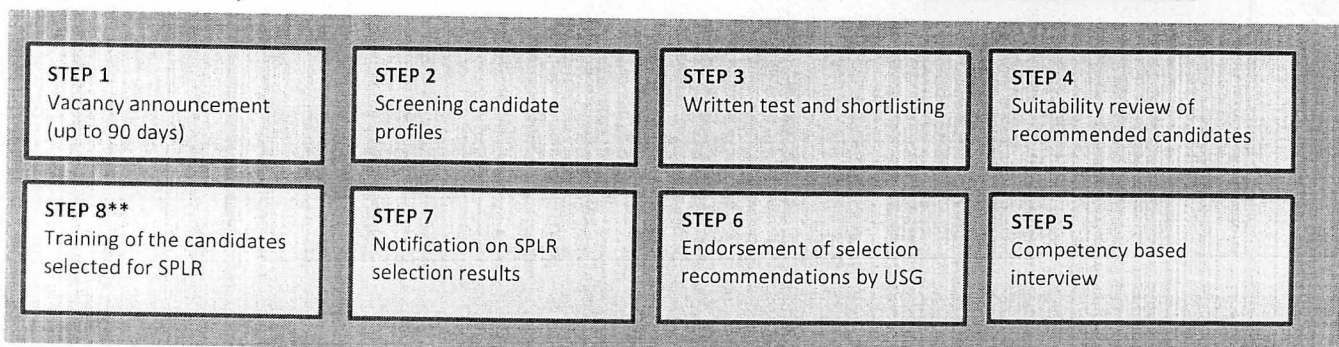 STEP 1
Vacancy announcement
(up to 90 days)
STEP 2
Screening candidate
profiles
STEP 3
Written test and shortlisting
STEP 4
Suitability review of
recommended candidates
STEP 8**
Training of the candidates
selected for SPLR
STEP 7
Notification on SPLR
selection results
STEP 6
Endorsement of selection
recommendations by USG
STEP 5
Competency based
interview